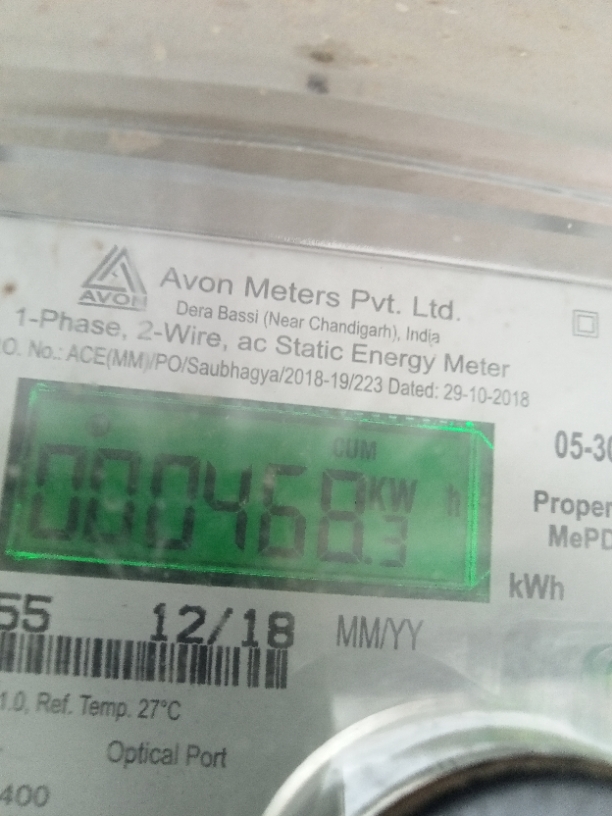 AVON
Avon Meters Pvt. Ltd.
Dera Bassi (Near Chandigarh), India
1-Phase, 2-Wire, ac Static Energy Meter
O. No.: ACE(MM)/PO/Saubhagya/2018-19/223 Dated: 29-10-2018
05-30
CUM
000468.3 KW h
Proper
MePD
kWh
55 12/18 MM/YY
1.0, Ref. Temp. 27°C
Optical Port
400